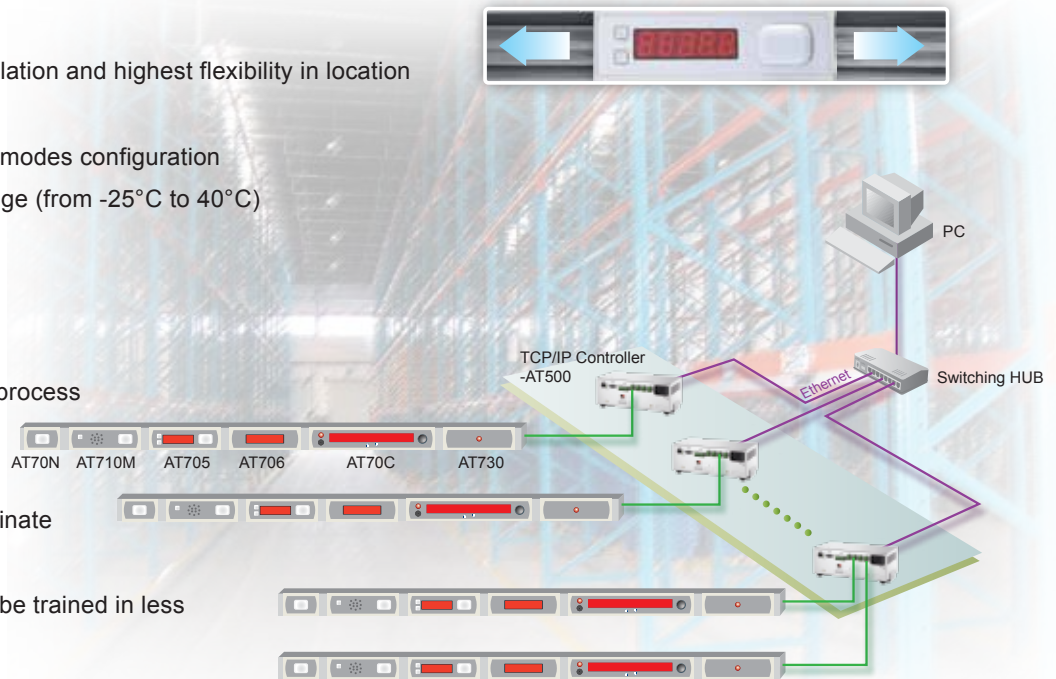 lation and highest flexibility in location
modes configuration
ge (from -25°C to 40°C)
PC
TCP/IP Controller
-AT500
Ethernet
Switching HUB
process
AT70N AT710M AT705 AT706 AT70C AT730
inate
be trained in less